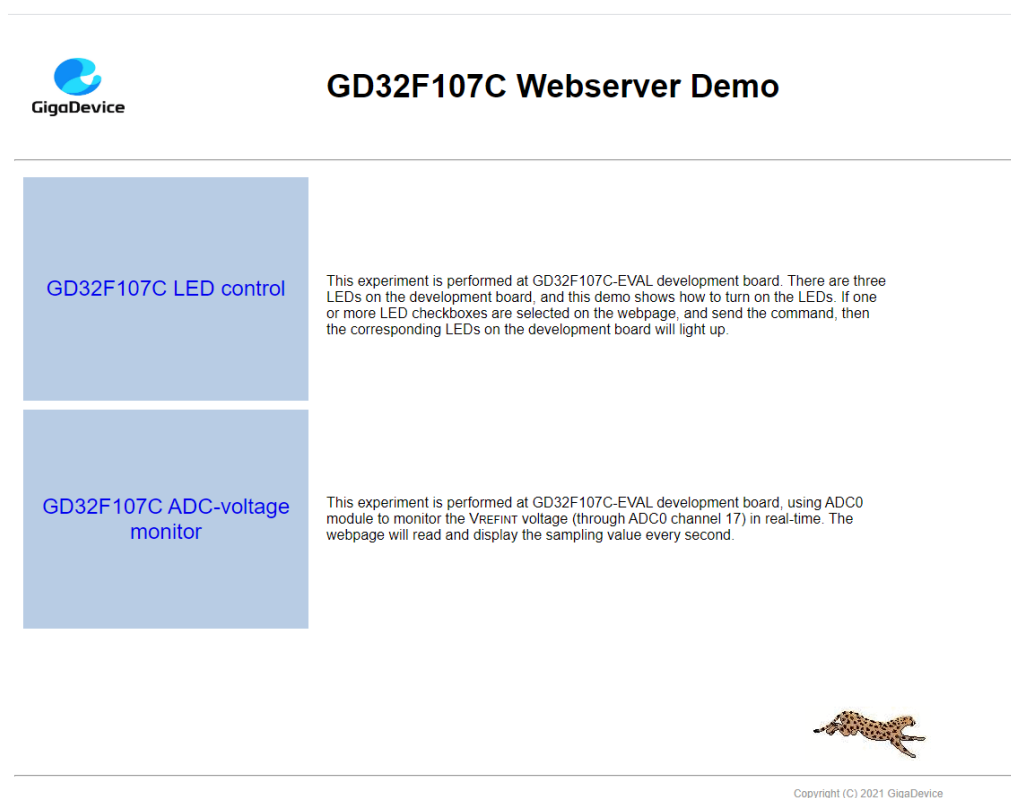 GigaDevice
GD32F107C Webserver Demo
GD32F107C LED control
This experiment is performed at GD32F107C-EVAL development board. There are three
LEDs on the development board, and this demo shows how to turn on the LEDs. If one
or more LED checkboxes are selected on the webpage, and send the command, then
the corresponding LEDs on the development board will light up.
GD32F107C ADC-voltage
monitor
This experiment is performed at GD32F107C-EVAL development board, using ADC0
module to monitor the VREFINT voltage (through ADC0 channel 17) in real-time. The
webpage will read and display the sampling value every second.
Copyright (C) 2021 GigaDevice